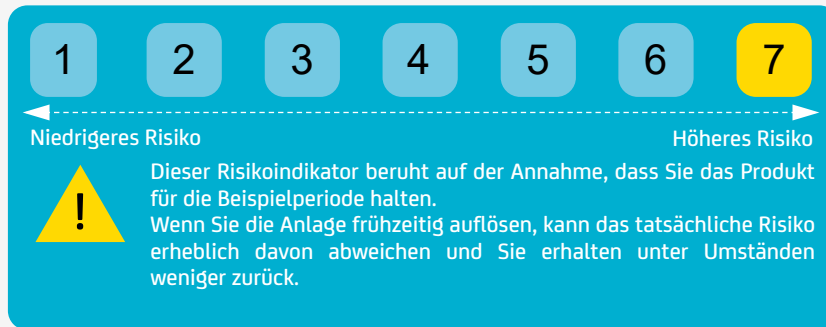 1 2 3 4 5 6 7
Niedrigeres Risiko Höheres Risiko
! Dieser Risikoindikator beruht auf der Annahme, dass Sie das Produkt
für die Beispielperiode halten.
Wenn Sie die Anlage frühzeitig auflösen, kann das tatsächliche Risiko
erheblich davon abweichen und Sie erhalten unter Umständen
weniger zurück.